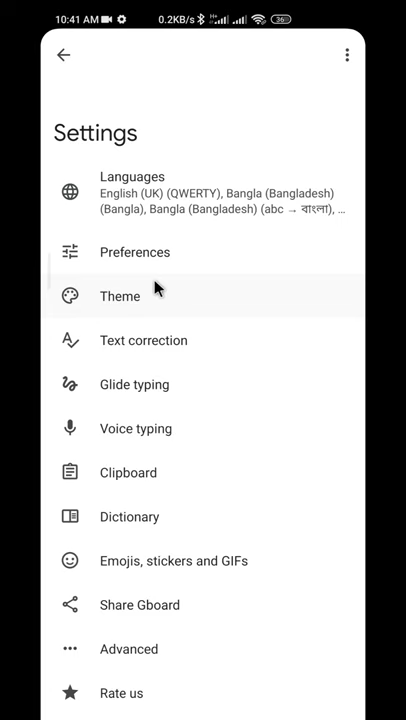 10:41 AM 0.2KB/s 36
Settings
Languages
English (UK) (QWERTY), Bangla (Bangladesh)
(Bangla), Bangla (Bangladesh) (abc → বাংলা), ...
Preferences
Theme
Text correction
Glide typing
Voice typing
Clipboard
Dictionary
Emojis, stickers and GIFs
Share Gboard
Advanced
Rate us